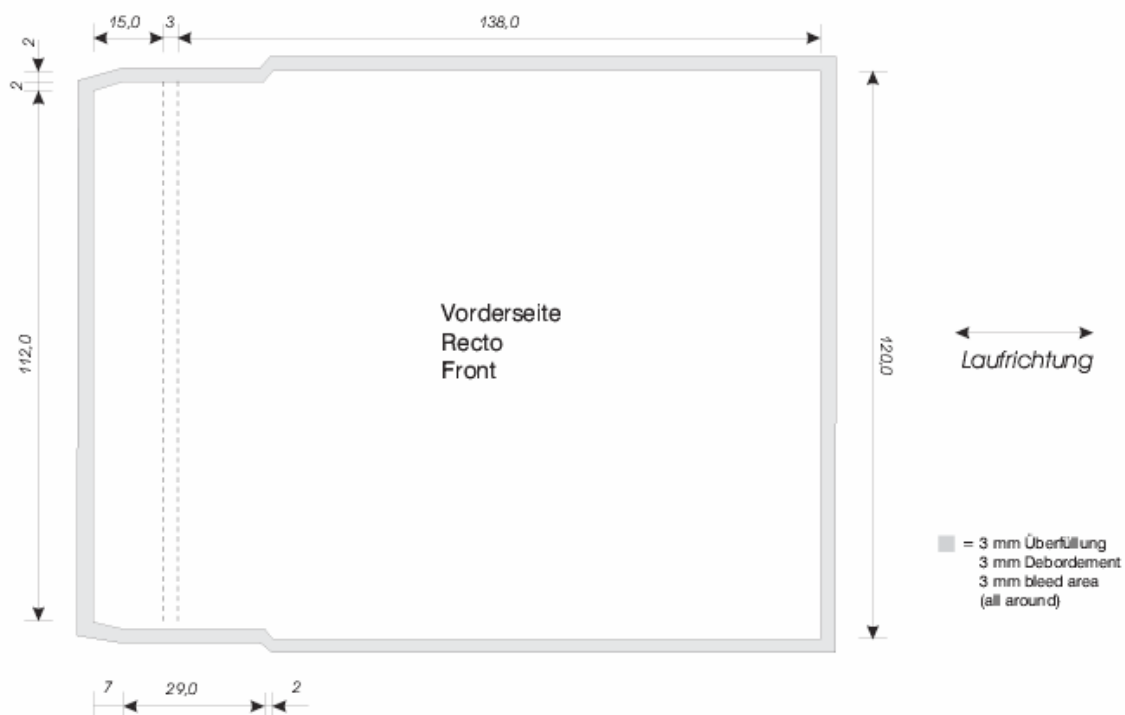 15,0
3
138,0
2
2
112,0
Vorderseite
Recto
Front
120,0
Laufrichtung
= 3 mm Überfüllung
3 mm Debordement
3 mm bleed area
(all around)
7
29,0
2